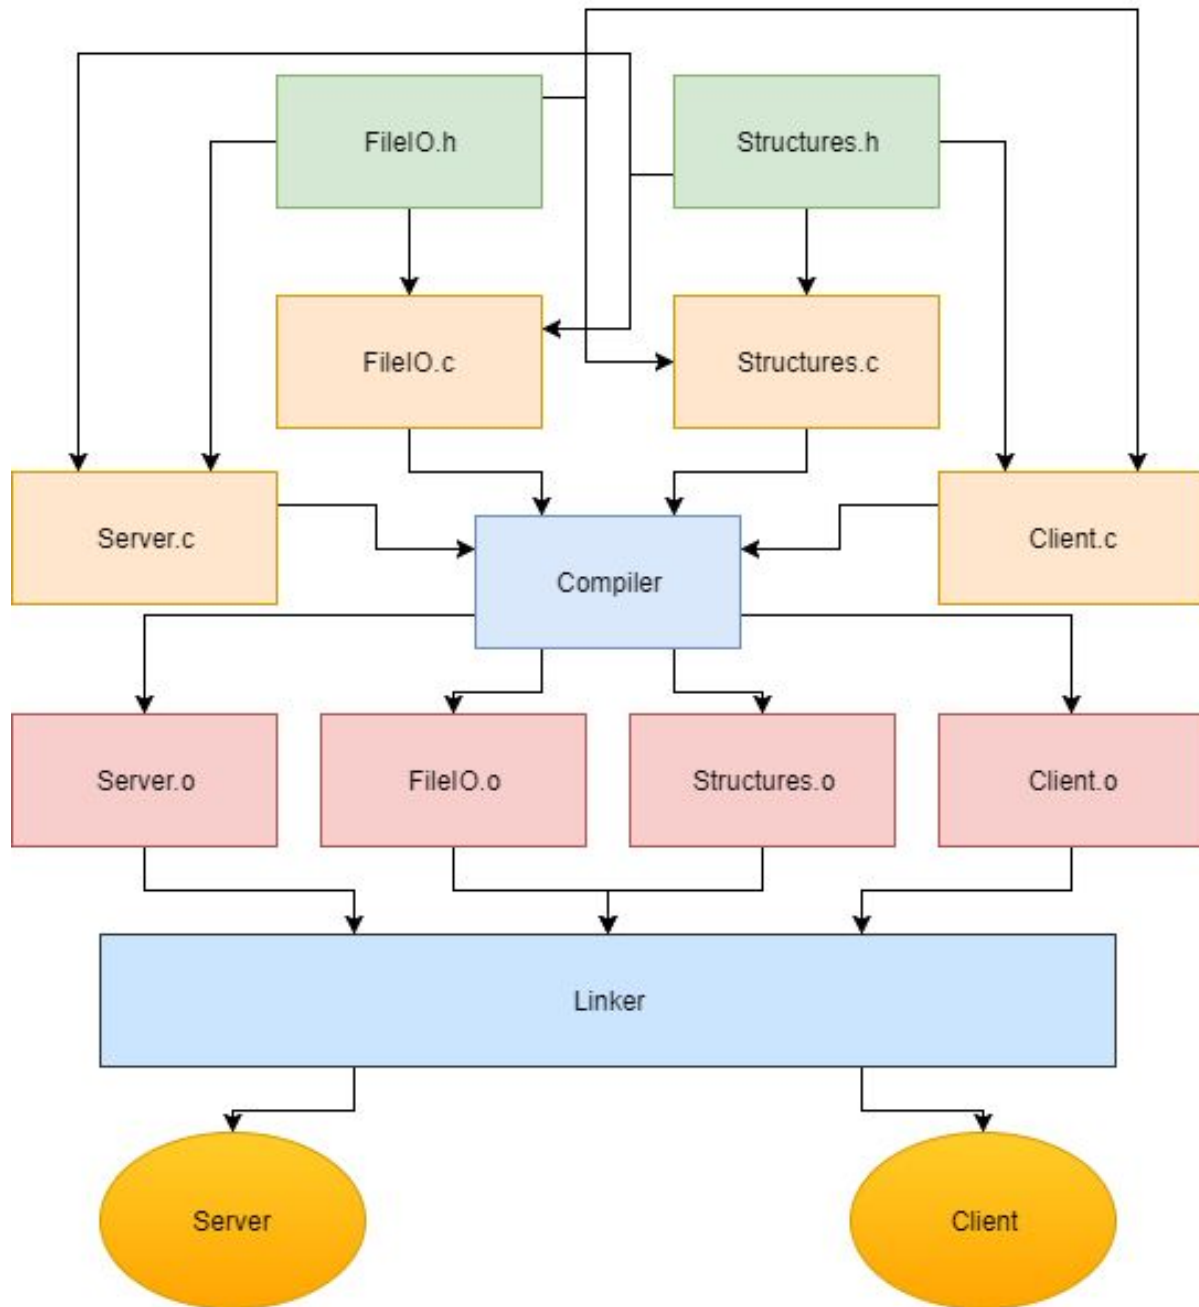 FileIO.h
Structures.h
FileIO.c
Structures.c
Server.c
Compiler
Client.c
Server.o
FileIO.o
Structures.o
Client.o
Linker
Server
Client